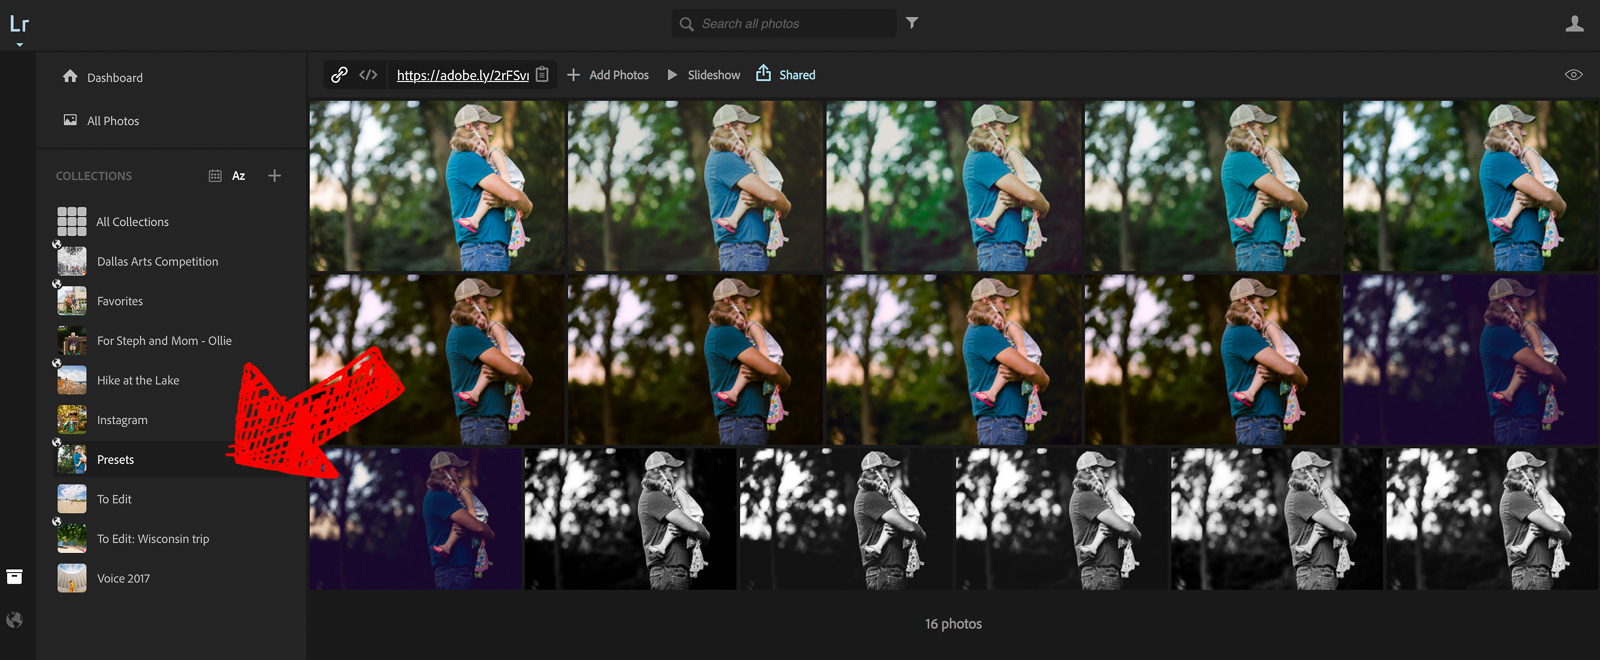 Lr
Search all photos
Dashboard
All Photos
COLLECTIONS
Az
All Collections
Dallas Arts Competition
Favorites
For Steph and Mom - Ollie
Hike at the Lake
Instagram
Presets
To Edit
To Edit: Wisconsin trip
Voice 2017
</> https://adobe.ly/2rFSv Add Photos Slideshow Shared
16 photos